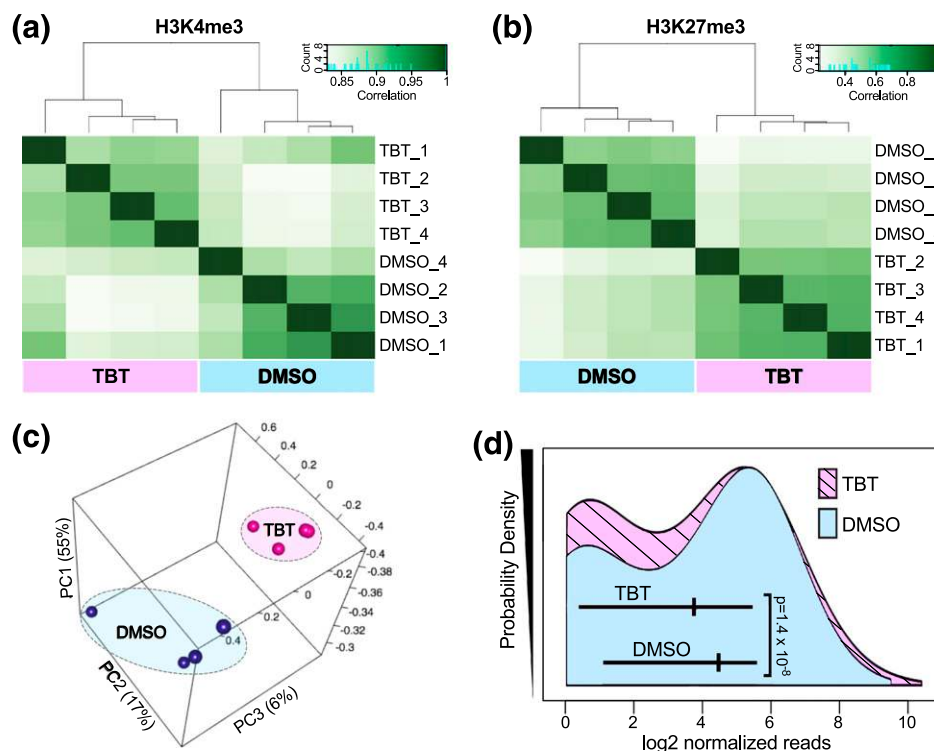 (a)
H3K4me3
Count
8
4
0
0.85
0.9
0.95
1
Correlation
TBT_1
TBT_2
TBT_3
TBT_4
DMSO_4
DMSO_2
DMSO_3
DMSO_1
TBT
DMSO
(b)
H3K27me3
Count
8
4
0
0.4
0.6
0.8
Correlation
DMSO_
DMSO_
DMSO_
DMSO_
TBT_2
TBT_3
TBT_4
TBT_1
DMSO
TBT
(c)
PC1 (55%)
PC2 (17%)
PC3 (6%)
0.6
0.4
0.2
0
-0.2
-0.4
-0.4
-0.2
0
0.2
0.4
-0.38
-0.36
-0.34
-0.32
-0.3
TBT
DMSO
(d)
Probability Density
TBT
DMSO
TBT
DMSO
p=1.4 x 10-8
0 2 4 6 8 10
log2 normalized reads